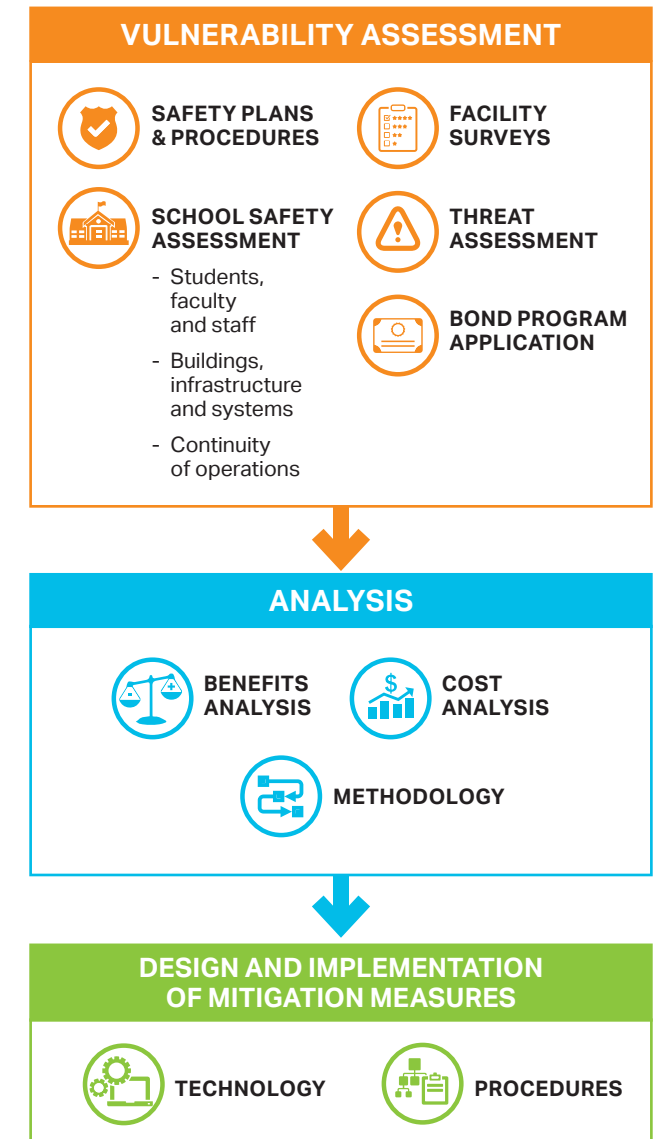 VULNERABILITY ASSESSMENT
SAFETY PLANS
& PROCEDURES
FACILITY
SURVEYS
SCHOOL SAFETY
ASSESSMENT
- Students,
faculty
and staff
- Buildings,
infrastructure
and systems
- Continuity
of operations
THREAT
ASSESSMENT
BOND PROGRAM
APPLICATION
ANALYSIS
BENEFITS
ANALYSIS
$
COST
ANALYSIS
METHODOLOGY
DESIGN AND IMPLEMENTATION
OF MITIGATION MEASURES
TECHNOLOGY
PROCEDURES